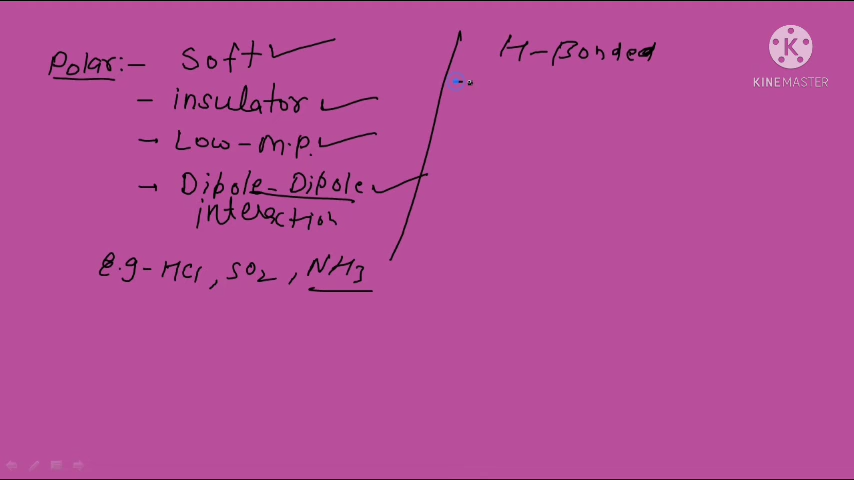 Polar:- Soft
- insulator
→ Low-m.p.
→ Dipole-Dipole
interaction
e.g- HCl, SO2, NH3
H-Bonded
K
KINEMASTER